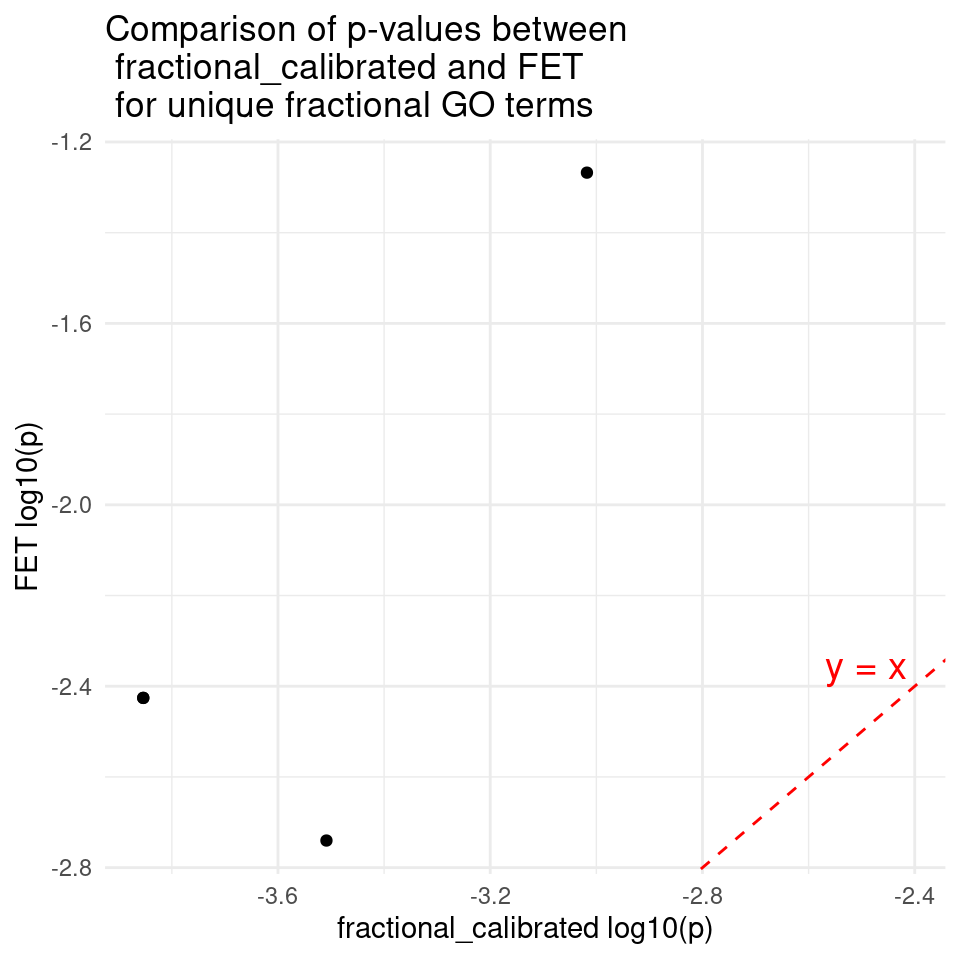 Comparison of p-values between
fractional_calibrated and FET
for unique fractional GO terms
-1.2
-1.6
-2.0
-2.4
-2.8
FET log10(p)
y = x
-3.6
-3.2
-2.8
-2.4
fractional_calibrated log10(p)